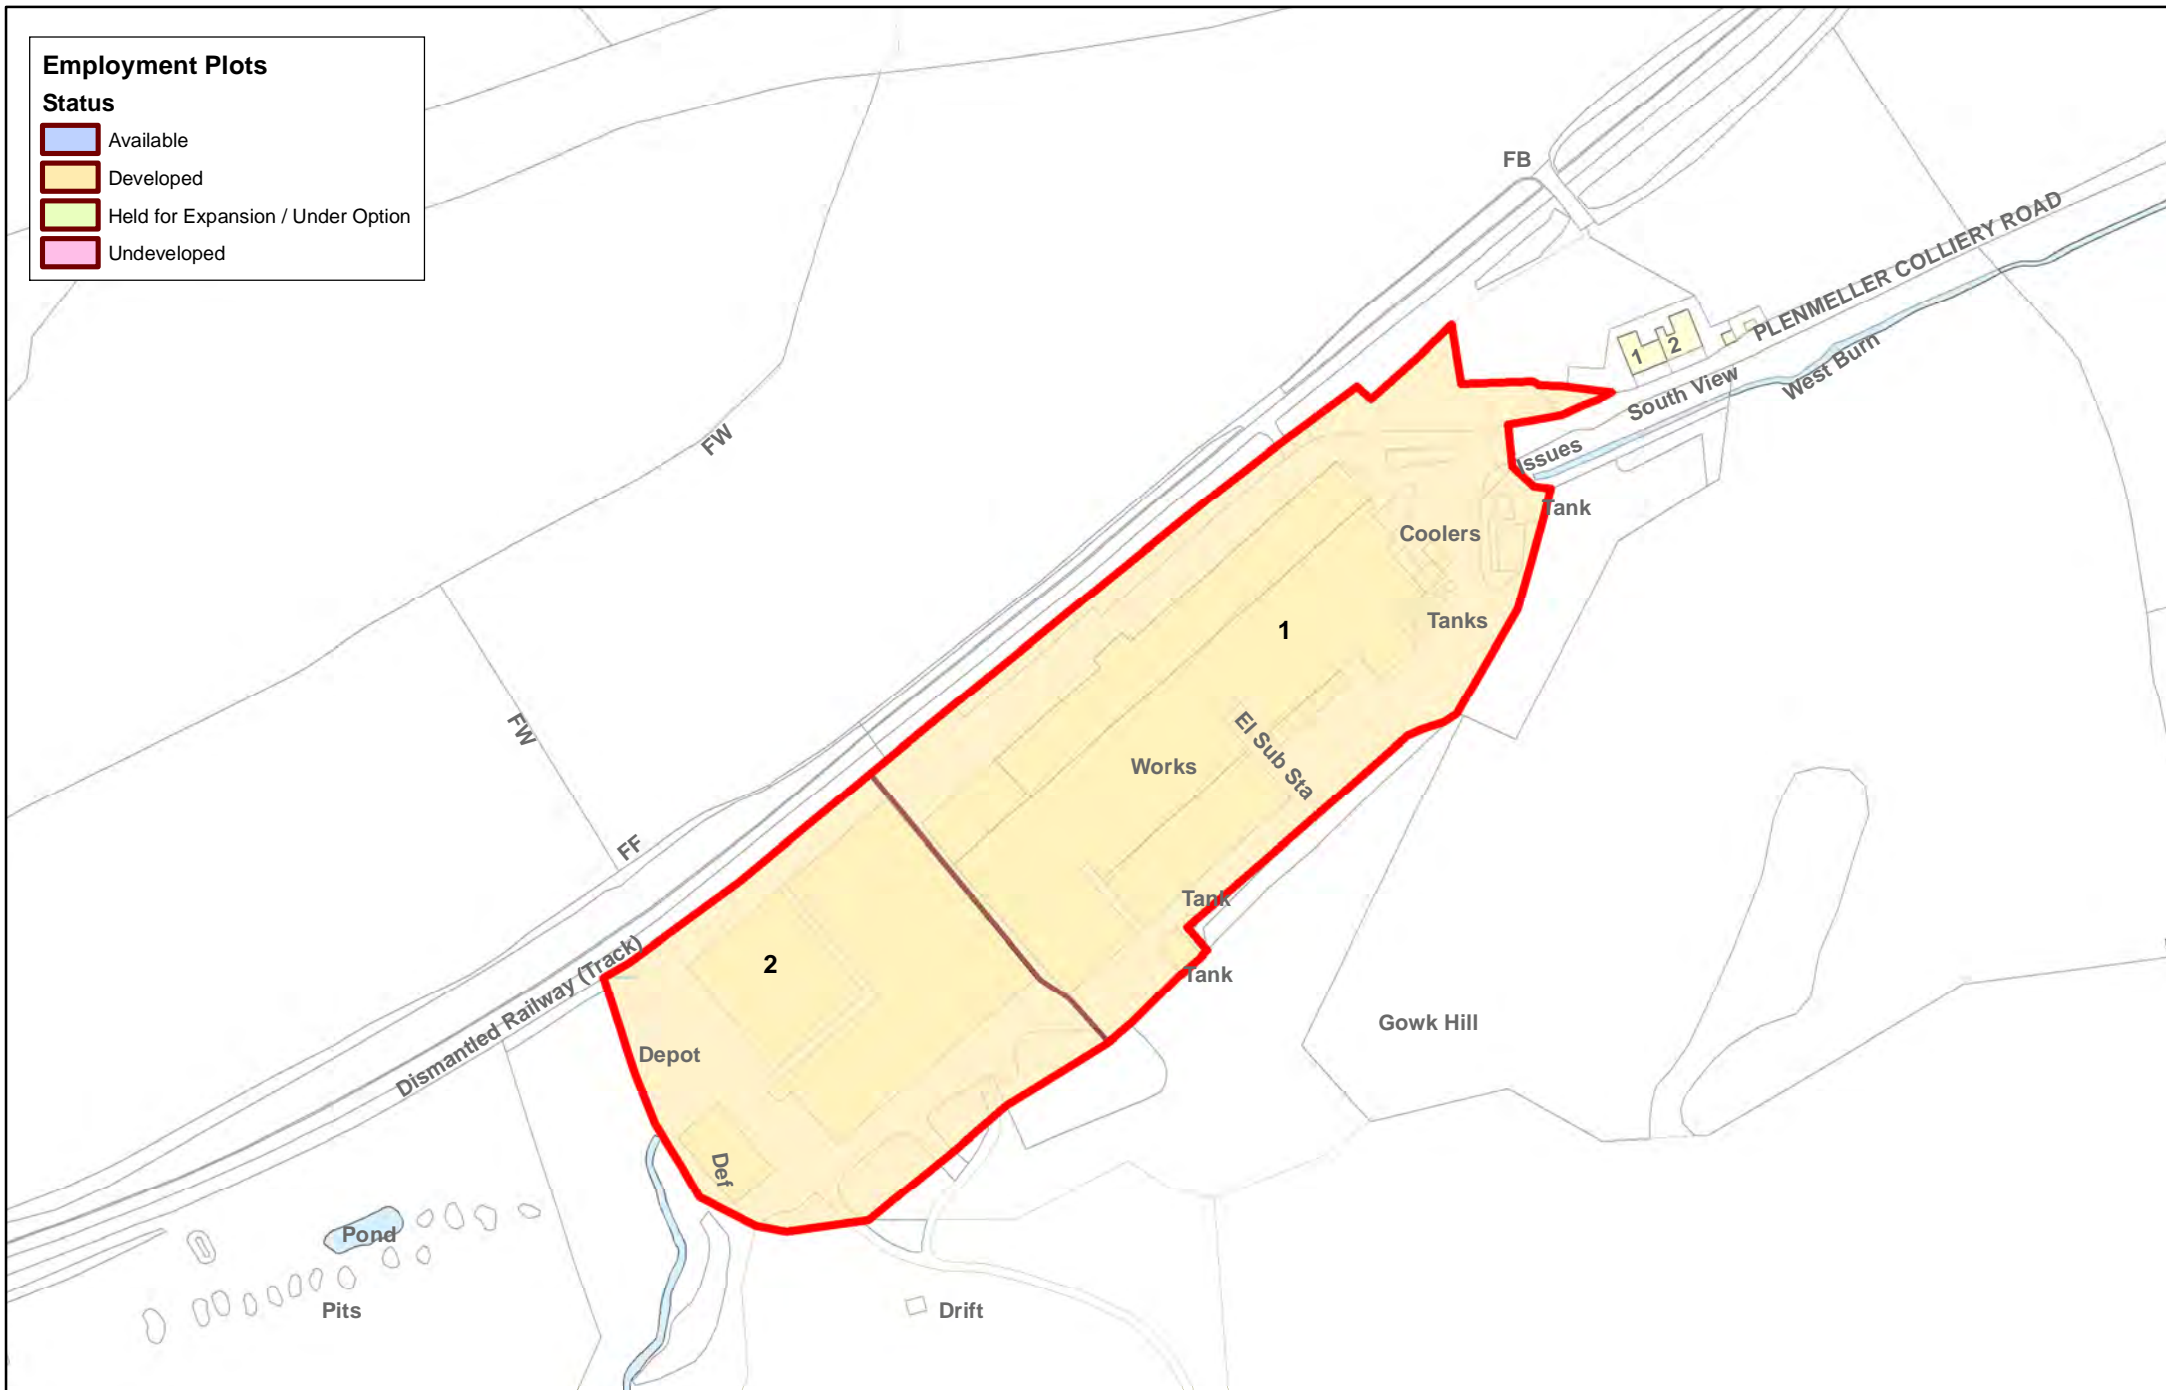 Employment Plots
Status
Available
Developed
Held for Expansion / Under Option
Undeveloped
FB
PLENMELLER COLLIERY ROAD
1
2
West Burn
South View
FW
Issues
Tank
Coolers
1
Tanks
FW
El Sub Sta
Works
FF
Tank
2
Dismantled Railway (Track)
Tank
Gowk Hill
Depot
Def
Pond
Pits
Drift